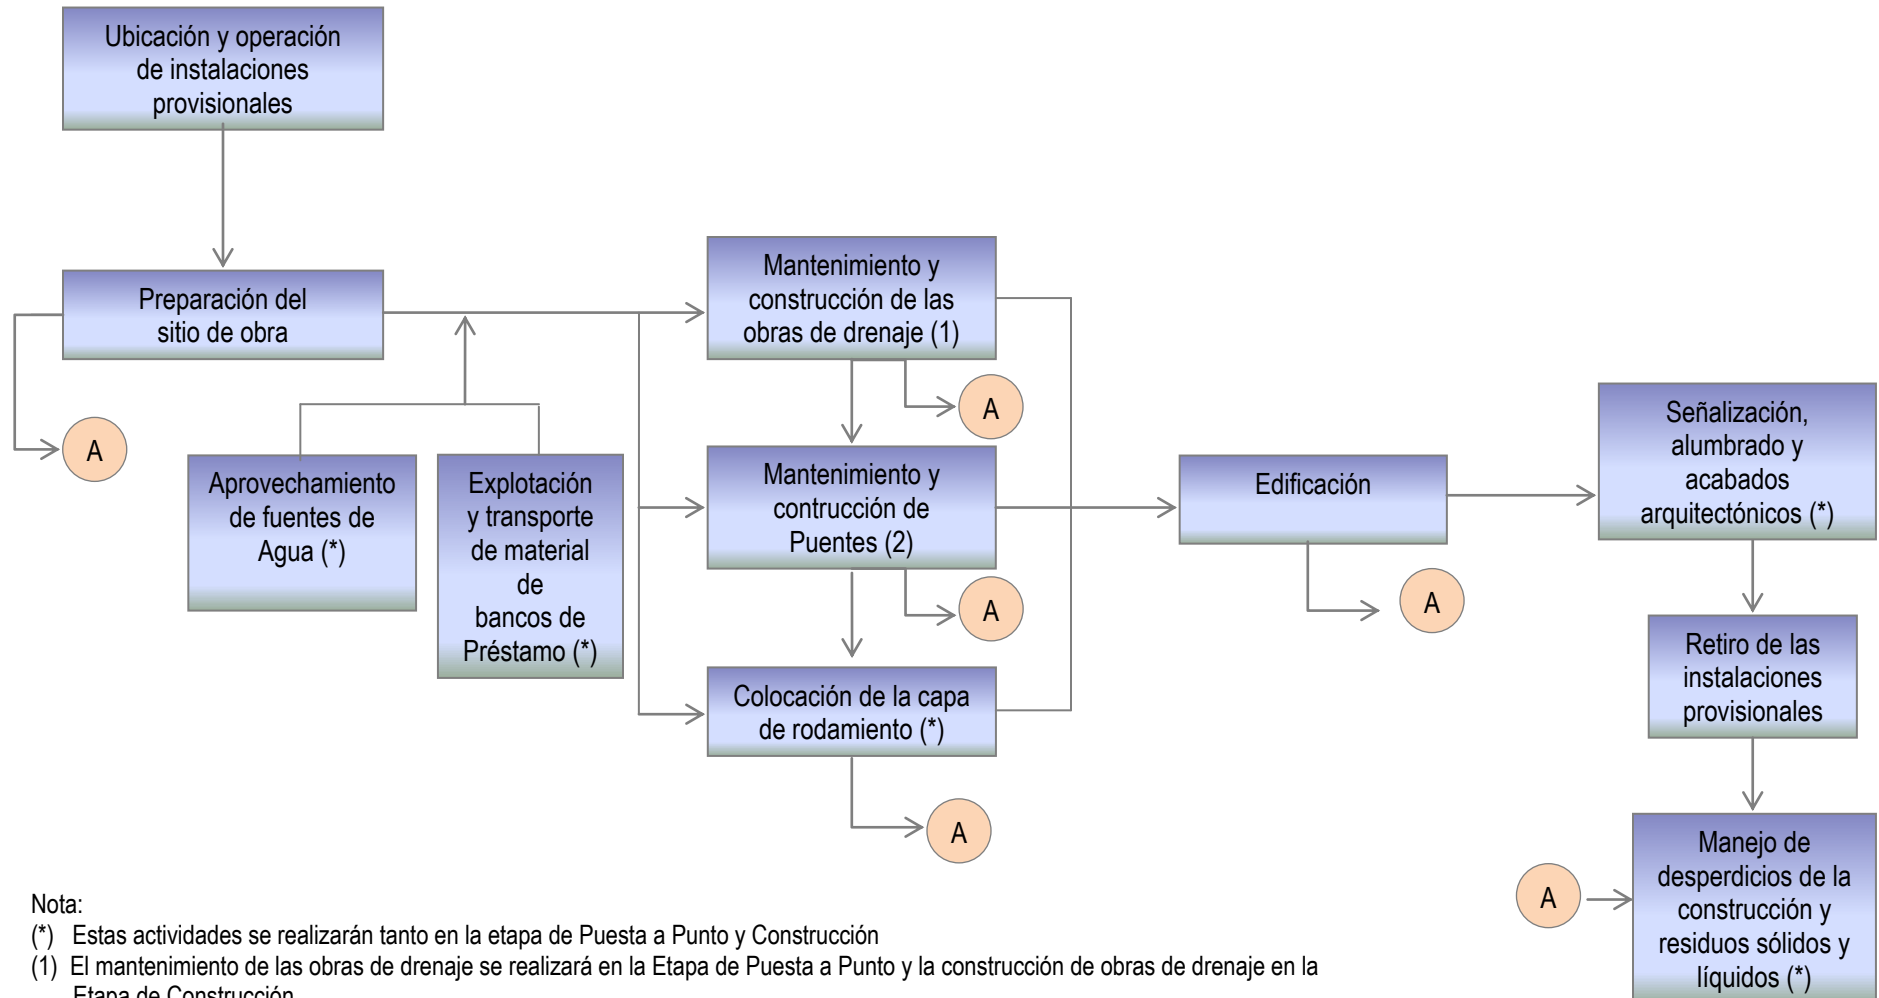 Ubicación y operación
de instalaciones
provisionales
Preparación del
sitio de obra
A
Aprovechamiento
de fuentes de
Agua (*)
Explotación
y transporte
de material
de
bancos de
Préstamo (*)
Mantenimiento y
construcción de las
obras de drenaje (1)
A
Mantenimiento y
contrucción de
Puentes (2)
A
Colocación de la capa
de rodamiento (*)
A
Edificación
A
Señalización,
alumbrado y
acabados
arquitectónicos (*)
Retiro de las
instalaciones
provisionales
A
Manejo de
desperdicios de la
construcción y
residuos sólidos y
líquidos (*)
Nota:
(*) Estas actividades se realizarán tanto en la etapa de Puesta a Punto y Construcción
(1) El mantenimiento de las obras de drenaje se realizará en la Etapa de Puesta a Punto y la construcción de obras de drenaje en la
Etapa de Construcción